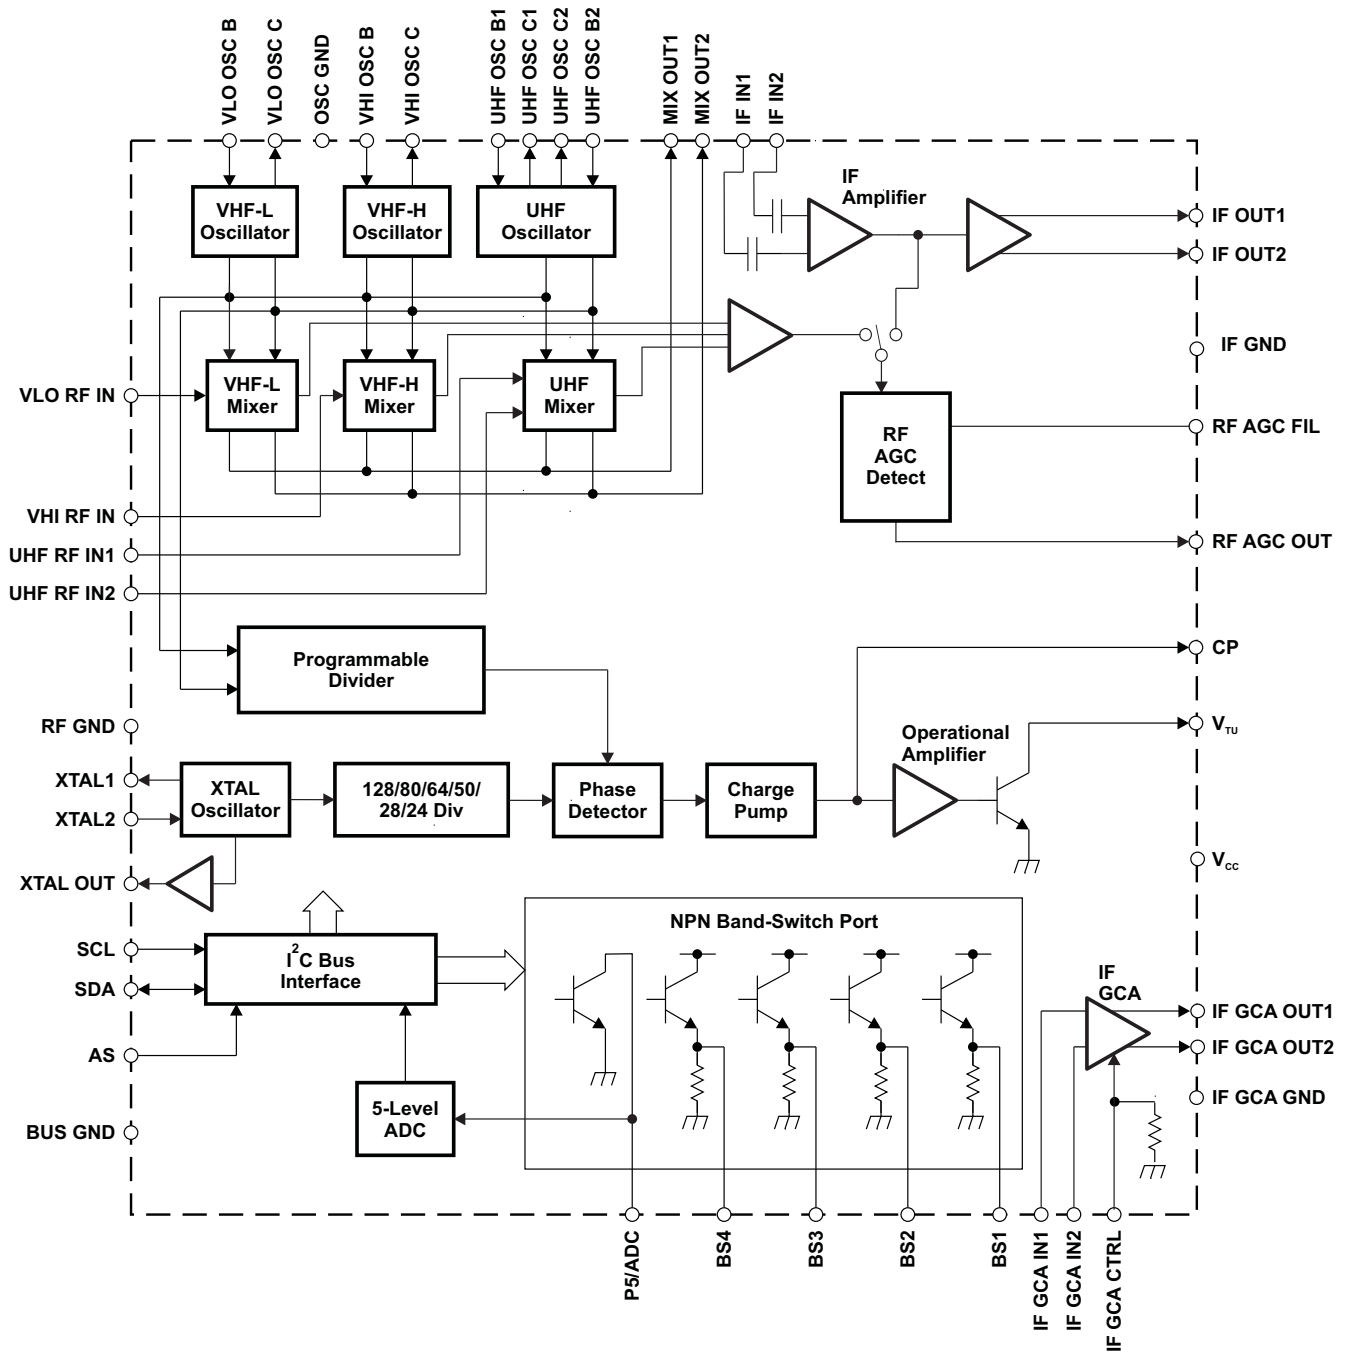 VLO OSC B
VLO OSC C
OSC GND
VHI OSC B
VHI OSC C
UHF OSC B1
UHF OSC C1
UHF OSC C2
UHF OSC B2
MIX OUT1
MIX OUT2
IF IN1
IF IN2
VHF-L
Oscillator
VHF-H
Oscillator
UHF
Oscillator
IF
Amplifier
IF OUT1
IF OUT2
IF GND
VLO RF IN
VHF-L
Mixer
VHF-H
Mixer
UHF
Mixer
RF
AGC
Detect
RF AGC FIL
VHI RF IN
UHF RF IN1
UHF RF IN2
RF AGC OUT
Programmable
Divider
CP
RF GND
Operational
Amplifier
VTU
XTAL1
XTAL2
XTAL
Oscillator
128/80/64/50/
28/24 Div
Phase
Detector
Charge
Pump
VCC
XTAL OUT
NPN Band-Switch Port
SCL
SDA
I2C Bus
Interface
AS
IF
GCA
IF GCA OUT1
IF GCA OUT2
IF GCA GND
5-Level
ADC
BUS GND
P5/ADC
BS4
BS3
BS2
BS1
IF GCA IN1
IF GCA IN2
IF GCA CTRL